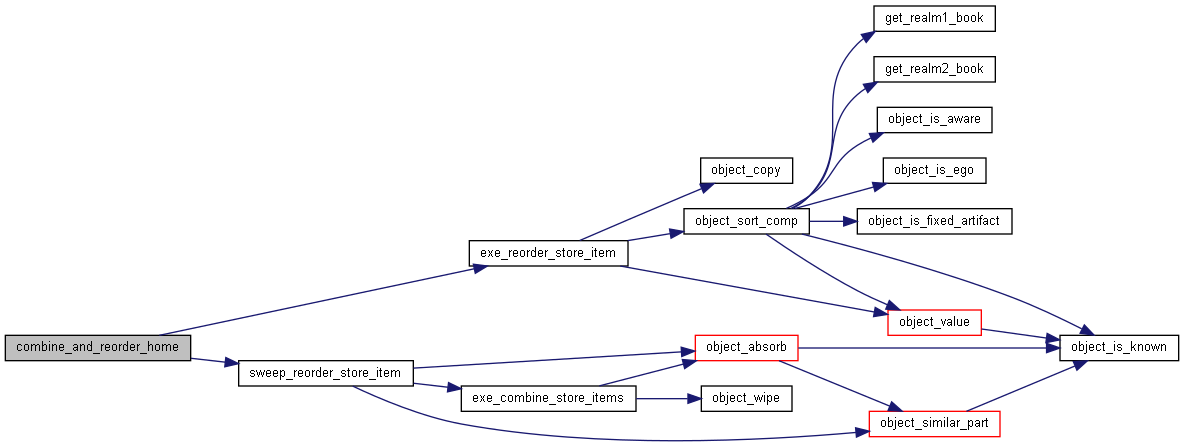 get_realm1_book
get_realm2_book
object_is_aware
object_copy
object_is_ego
object_sort_comp
object_is_fixed_artifact
exe_reorder_store_item
object_value
combine_and_reorder_home
object_absorb
object_is_known
sweep_reorder_store_item
exe_combine_store_items
object_wipe
object_similar_part